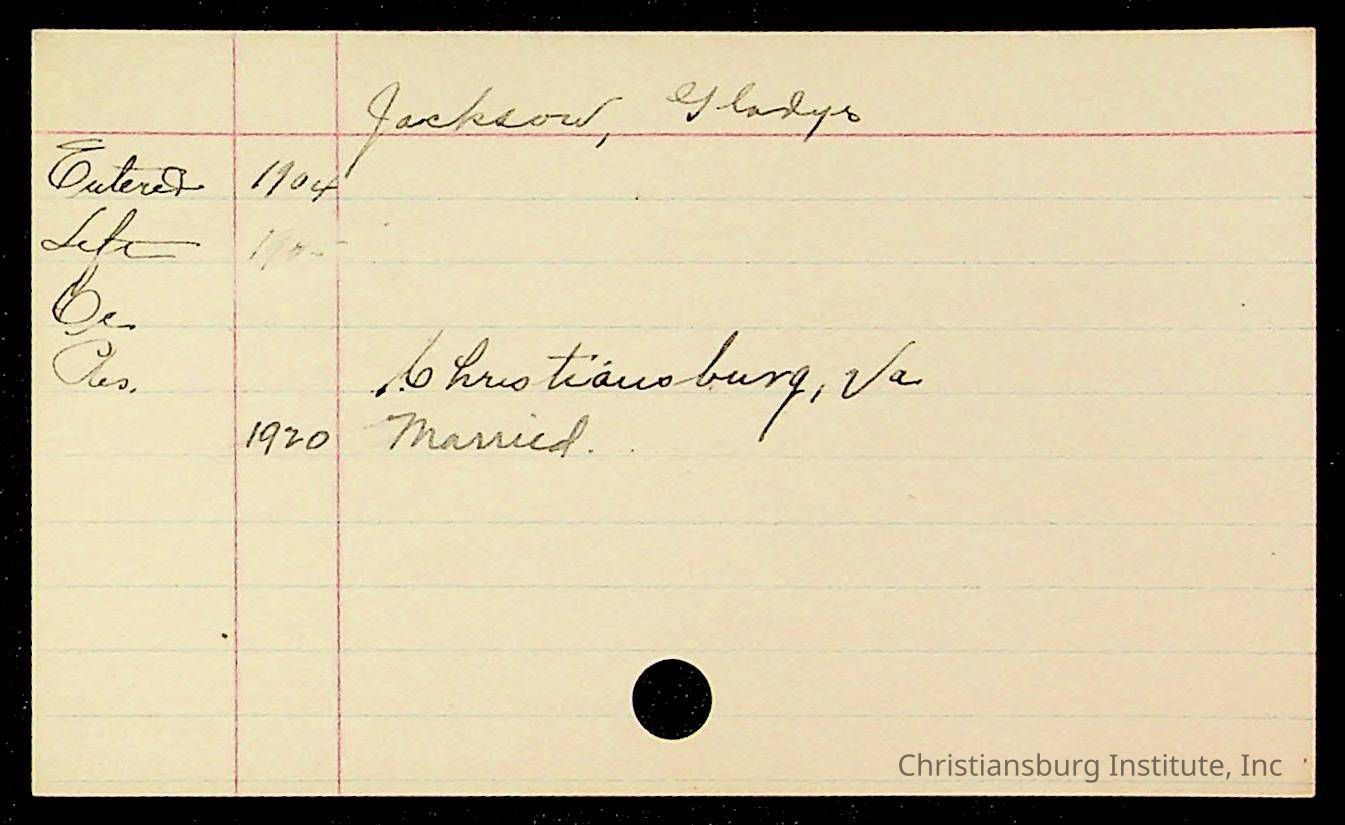 Jackson, Gladys
Entered 1904
Left
Oc.
Res. Christiansburg, Va
1920 Married.
Christiansburg Institute, Inc